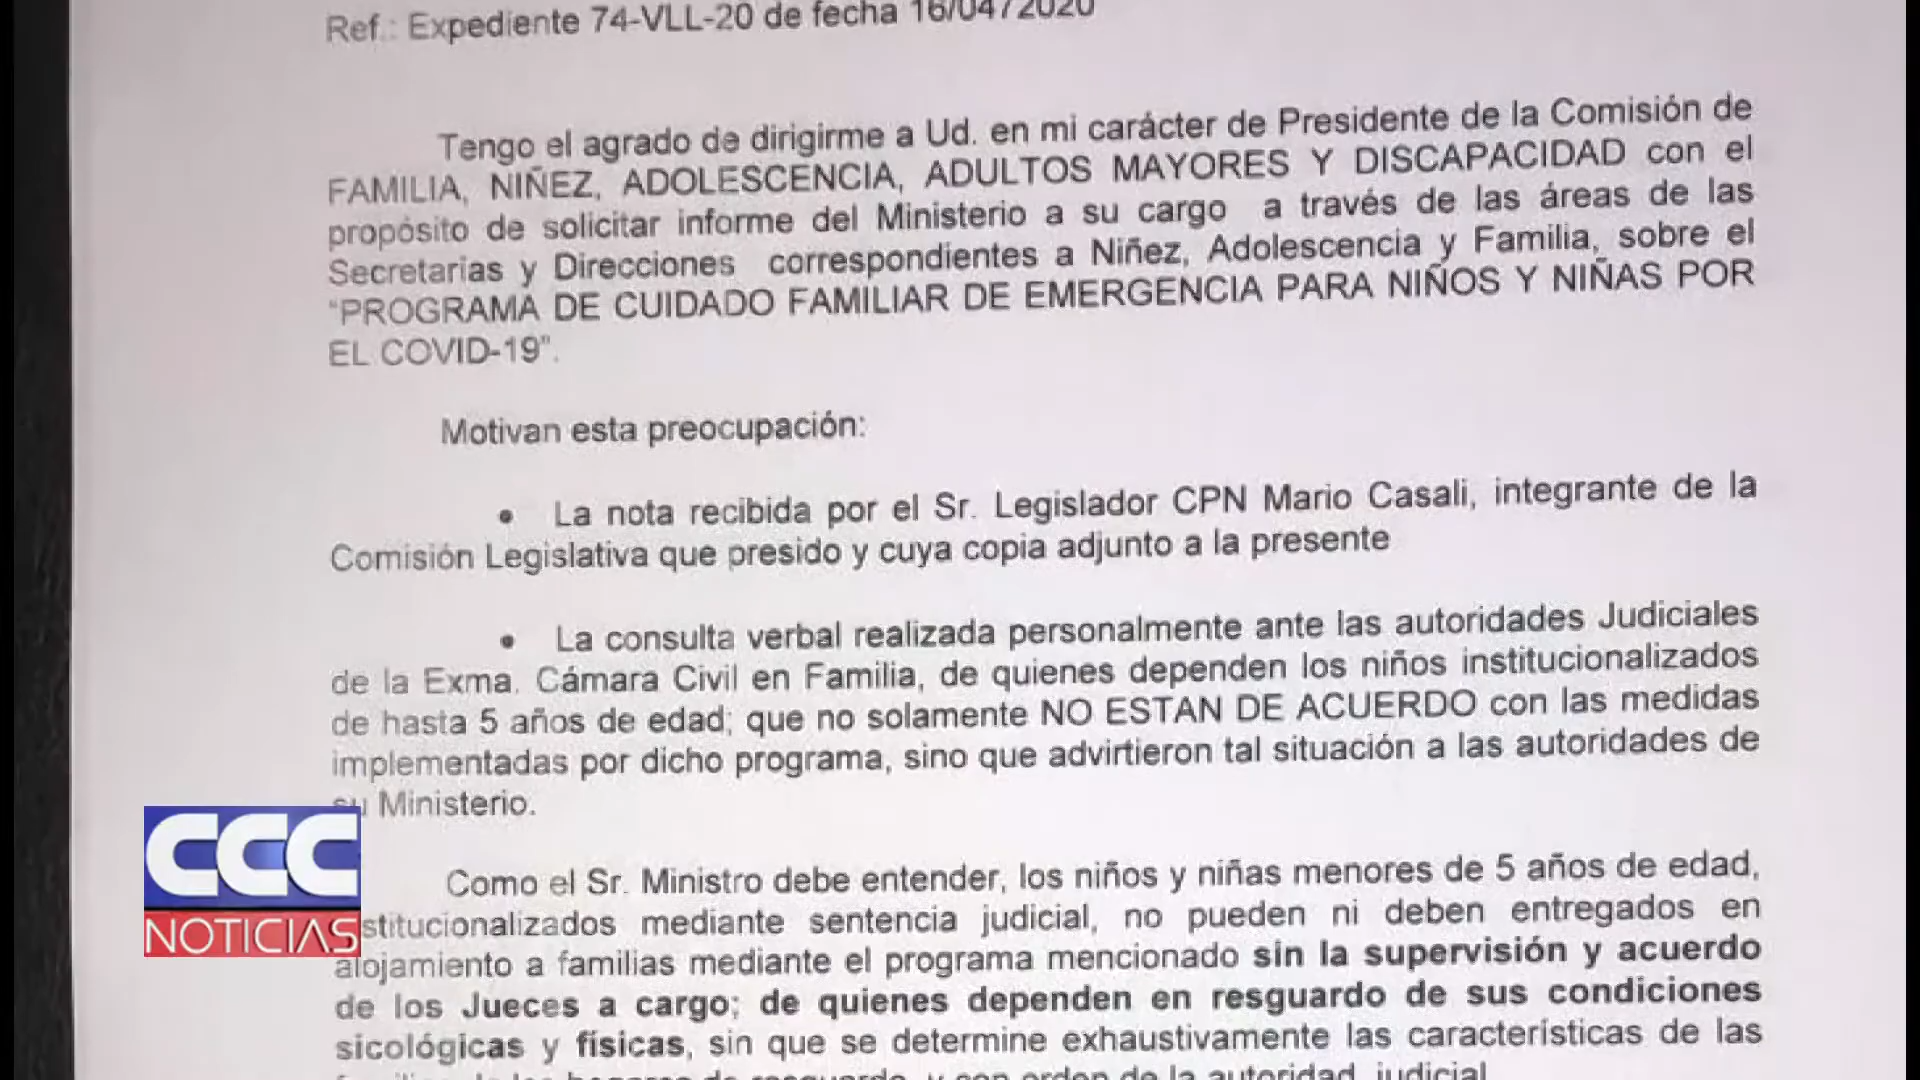 Ref.: Expediente 74-VLL-20 de fecha 16/04/2020
Tengo el agrado de dirigirme a Ud. en mi carácter de Presidente de la Comisión de
FAMILIA, NIÑEZ, ADOLESCENCIA, ADULTOS MAYORES Y DISCAPACIDAD con el
propósito de solicitar informe del Ministerio a su cargo a través de las áreas de las
Secretarias y Direcciones correspondientes a Niñez, Adolescencia y Familia, sobre el
"PROGRAMA DE CUIDADO FAMILIAR DE EMERGENCIA PARA NIÑOS Y NIÑAS POR
EL COVID-19".
Motivan esta preocupación:
• La nota recibida por el Sr. Legislador CPN Mario Casali, integrante de la
Comisión Legislativa que presido y cuya copia adjunto a la presente
• La consulta verbal realizada personalmente ante las autoridades Judiciales
de la Exma. Cámara Civil en Familia, de quienes dependen los niños institucionalizados
de hasta 5 años de edad; que no solamente NO ESTAN DE ACUERDO con las medidas
implementadas por dicho programa, sino que advirtieron tal situación a las autoridades de
su Ministerio.
Como el Sr. Ministro debe entender, los niños y niñas menores de 5 años de edad,
stitucionalizados mediante sentencia judicial, no pueden ni deben entregados en
alojamiento a familias mediante el programa mencionado sin la supervisión y acuerdo
de los Jueces a cargo; de quienes dependen en resguardo de sus condiciones
sicológicas y físicas, sin que se determine exhaustivamente las características de las
de resguardo, y con orden de la autoridad judicial
CCC
NOTICIAS